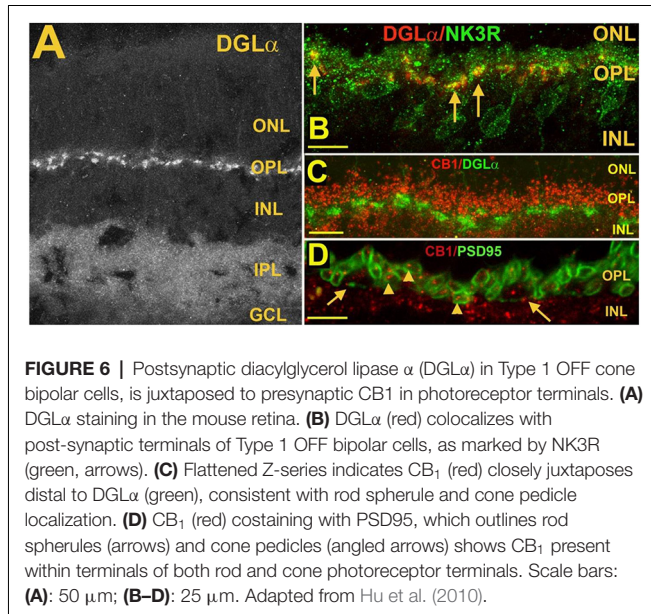 A
DGLα
ONL
OPL
INL
IPL
GCL
DGLα/NK3R
ONL
OPL
B
INL
C
CB1/DGLα
ONL
OPL
INL
D
CB1/PSD95
OPL
INL
FIGURE 6 | Postsynaptic diacylglycerol lipase α (DGLα) in Type 1 OFF cone
bipolar cells, is juxtaposed to presynaptic CB1 in photoreceptor terminals. (A)
DGLα staining in the mouse retina. (B) DGLα (red) colocalizes with
post-synaptic terminals of Type 1 OFF bipolar cells, as marked by NK3R
(green, arrows). (C) Flattened Z-series indicates CB₁ (red) closely juxtaposes
distal to DGLα (green), consistent with rod spherule and cone pedicle
localization. (D) CB₁ (red) costaining with PSD95, which outlines rod
spherules (arrows) and cone pedicles (angled arrows) shows CB₁ present
within terminals of both rod and cone photoreceptor terminals. Scale bars:
(A): 50 μm; (B–D): 25 μm. Adapted from Hu et al. (2010).